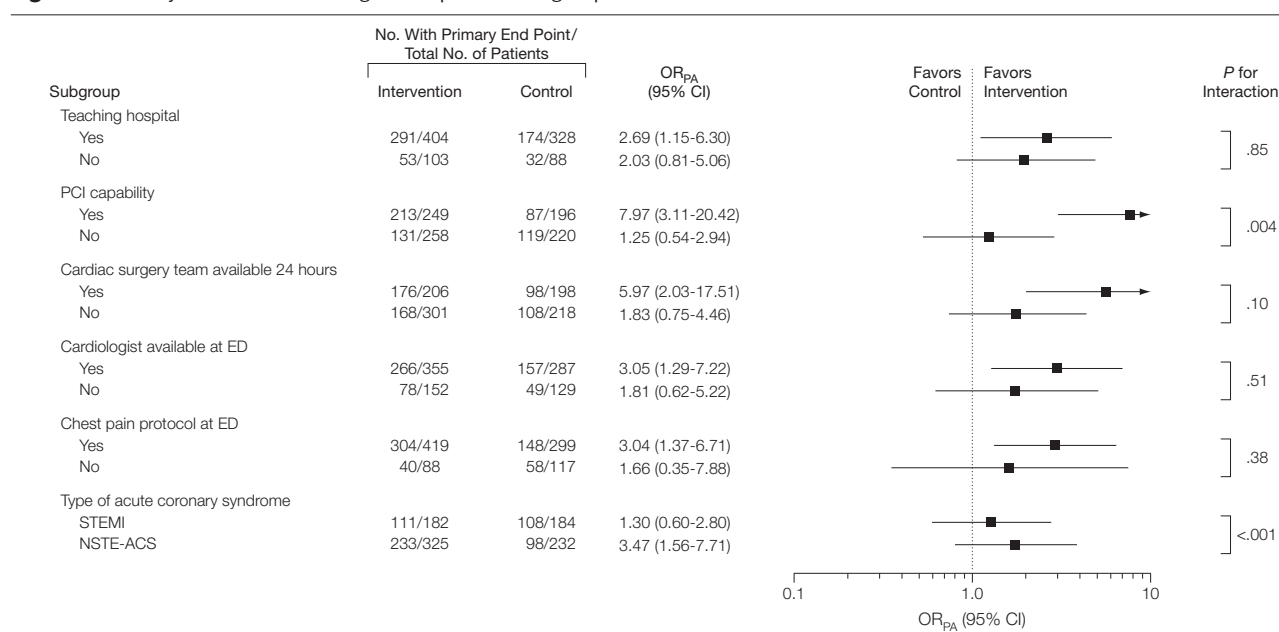 No. With Primary End Point/
Total No. of Patients
Subgroup Intervention Control OR_PA (95% CI) Favors Control Favors Intervention P for Interaction
Teaching hospital
Yes 291/404 174/328 2.69 (1.15-6.30)
No 53/103 32/88 2.03 (0.81-5.06)
.85
PCI capability
Yes 213/249 87/196 7.97 (3.11-20.42)
No 131/258 119/220 1.25 (0.54-2.94)
.004
Cardiac surgery team available 24 hours
Yes 176/206 98/198 5.97 (2.03-17.51)
No 168/301 108/218 1.83 (0.75-4.46)
.10
Cardiologist available at ED
Yes 266/355 157/287 3.05 (1.29-7.22)
No 78/152 49/129 1.81 (0.62-5.22)
.51
Chest pain protocol at ED
Yes 304/419 148/299 3.04 (1.37-6.71)
No 40/88 58/117 1.66 (0.35-7.88)
.38
Type of acute coronary syndrome
STEMI 111/182 108/184 1.30 (0.60-2.80)
NSTE-ACS 233/325 98/232 3.47 (1.56-7.71)
<.001
0.1 1.0 10
OR_PA (95% CI)